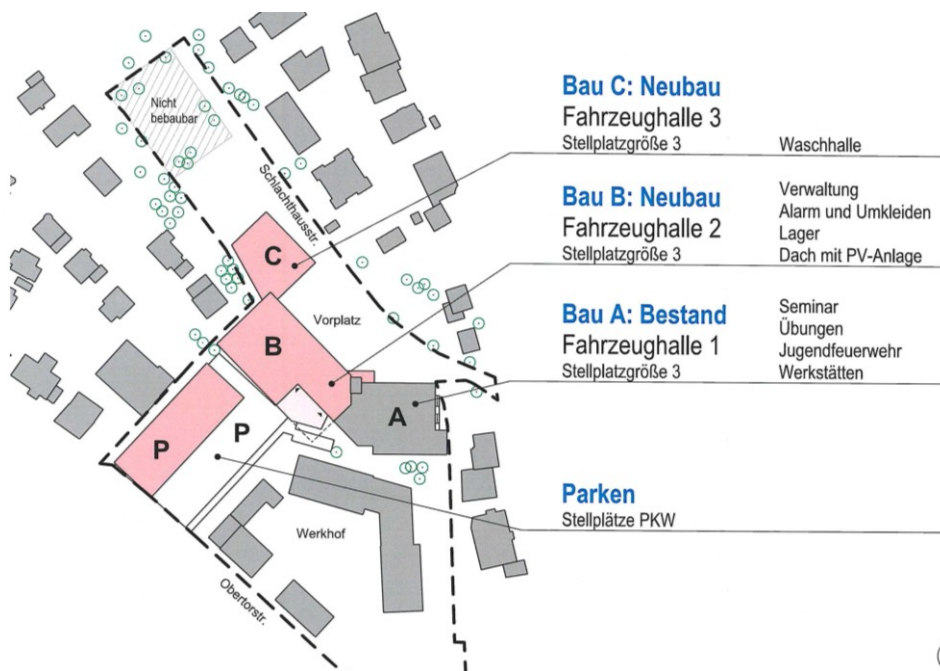 Nicht
bebaubar
Schlachthausstr.
C
Vorplatz
B
A
P
P
Werkhof
Obertorstr.
Bau C: Neubau
Fahrzeughalle 3
Stellplatzgröße 3
Waschhalle
Bau B: Neubau
Fahrzeughalle 2
Stellplatzgröße 3
Verwaltung
Alarm und Umkleiden
Lager
Dach mit PV-Anlage
Bau A: Bestand
Fahrzeughalle 1
Stellplatzgröße 3
Seminar
Übungen
Jugendfeuerwehr
Werkstätten
Parken
Stellplätze PKW